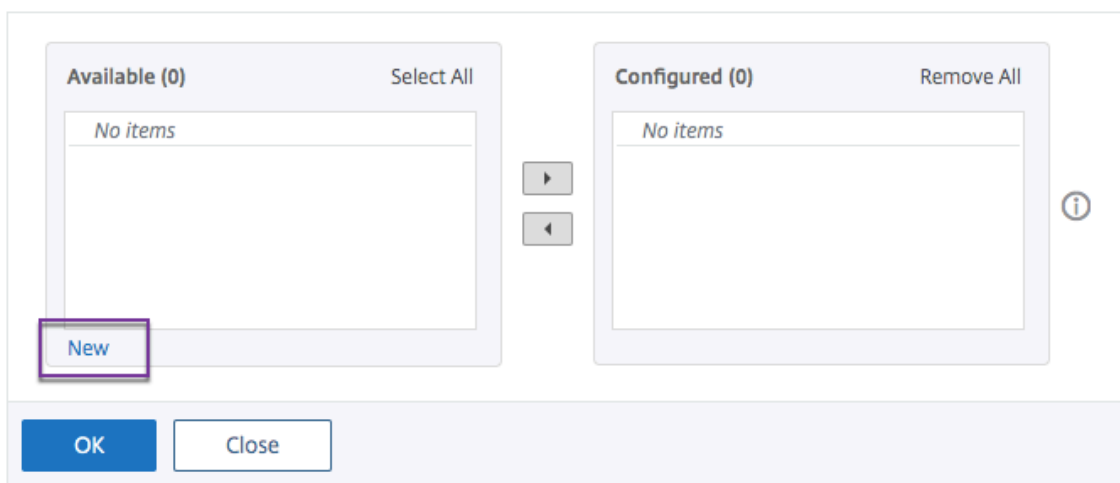 Available (0) Select All
No items
New
Configured (0) Remove All
No items
OK Close